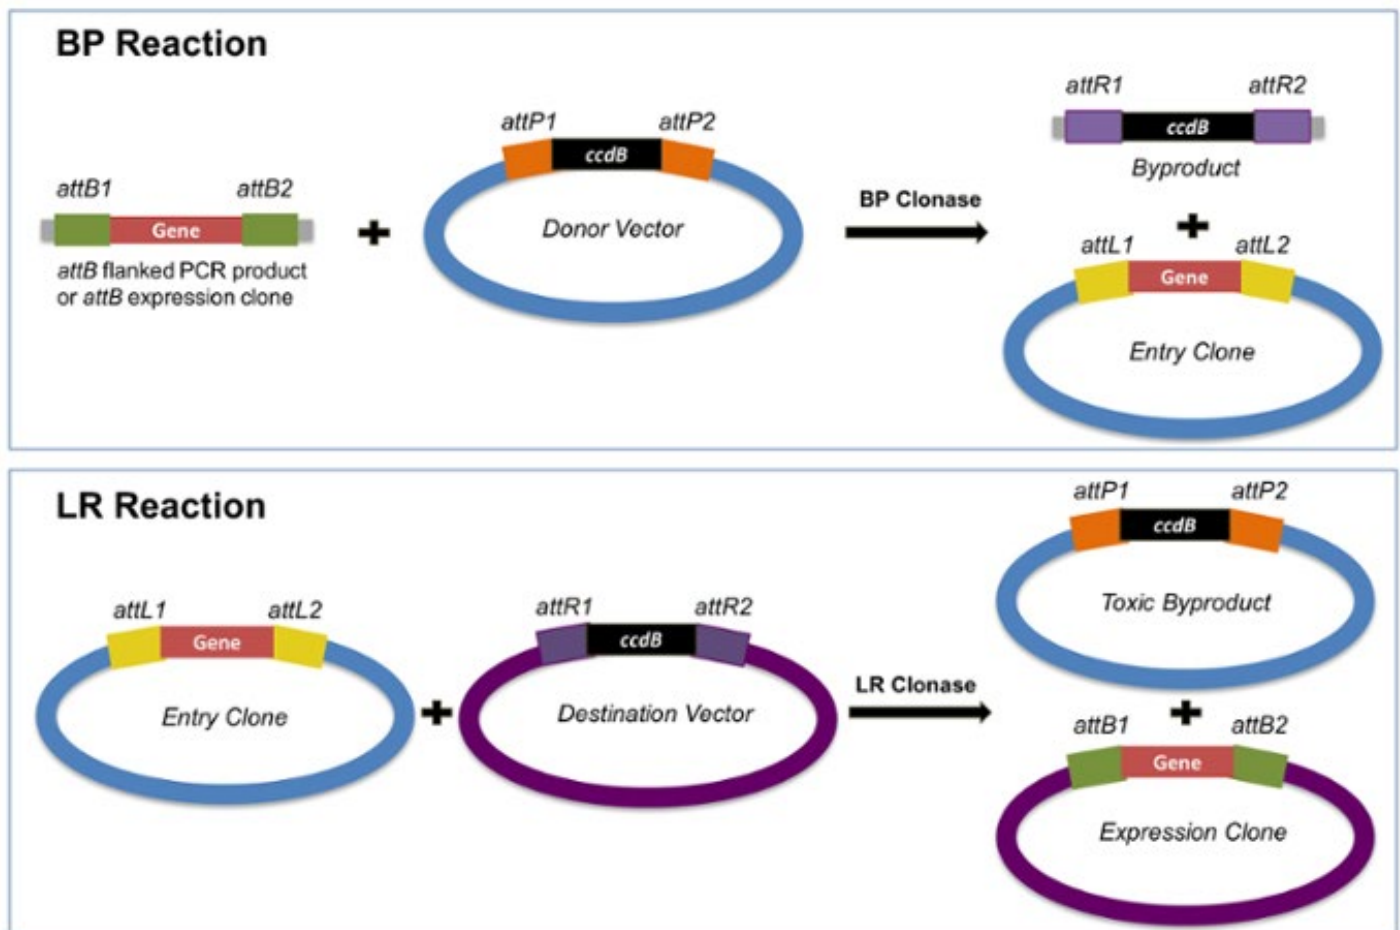 BP Reaction
attB1
attB2
Gene
attB flanked PCR product
or attB expression clone
+
attP1
attP2
ccdB
Donor Vector
BP Clonase
attR1
attR2
ccdB
Byproduct
+
attL1
attL2
Gene
Entry Clone
LR Reaction
attL1
attL2
Gene
Entry Clone
+
attR1
attR2
ccdB
Destination Vector
LR Clonase
attP1
attP2
ccdB
Toxic Byproduct
+
attB1
attB2
Gene
Expression Clone